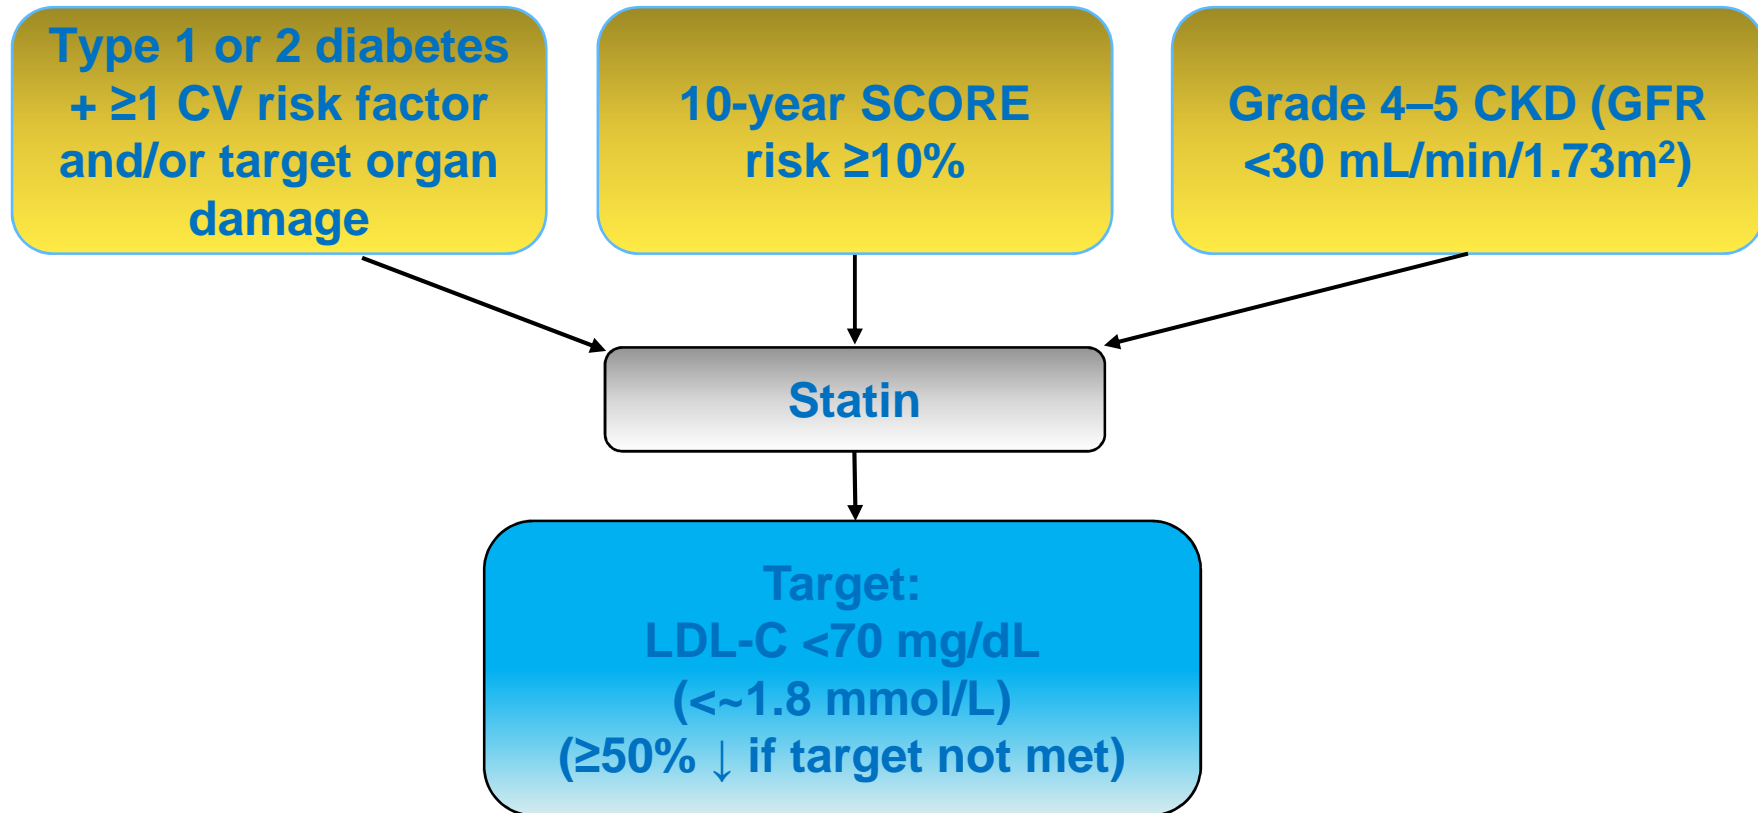 Type 1 or 2 diabetes
+ ≥1 CV risk factor
and/or target organ
damage
10-year SCORE
risk ≥10%
Grade 4–5 CKD (GFR
<30 mL/min/1.73m²)
Statin
Target:
LDL-C <70 mg/dL
(<~1.8 mmol/L)
(≥50% ↓ if target not met)